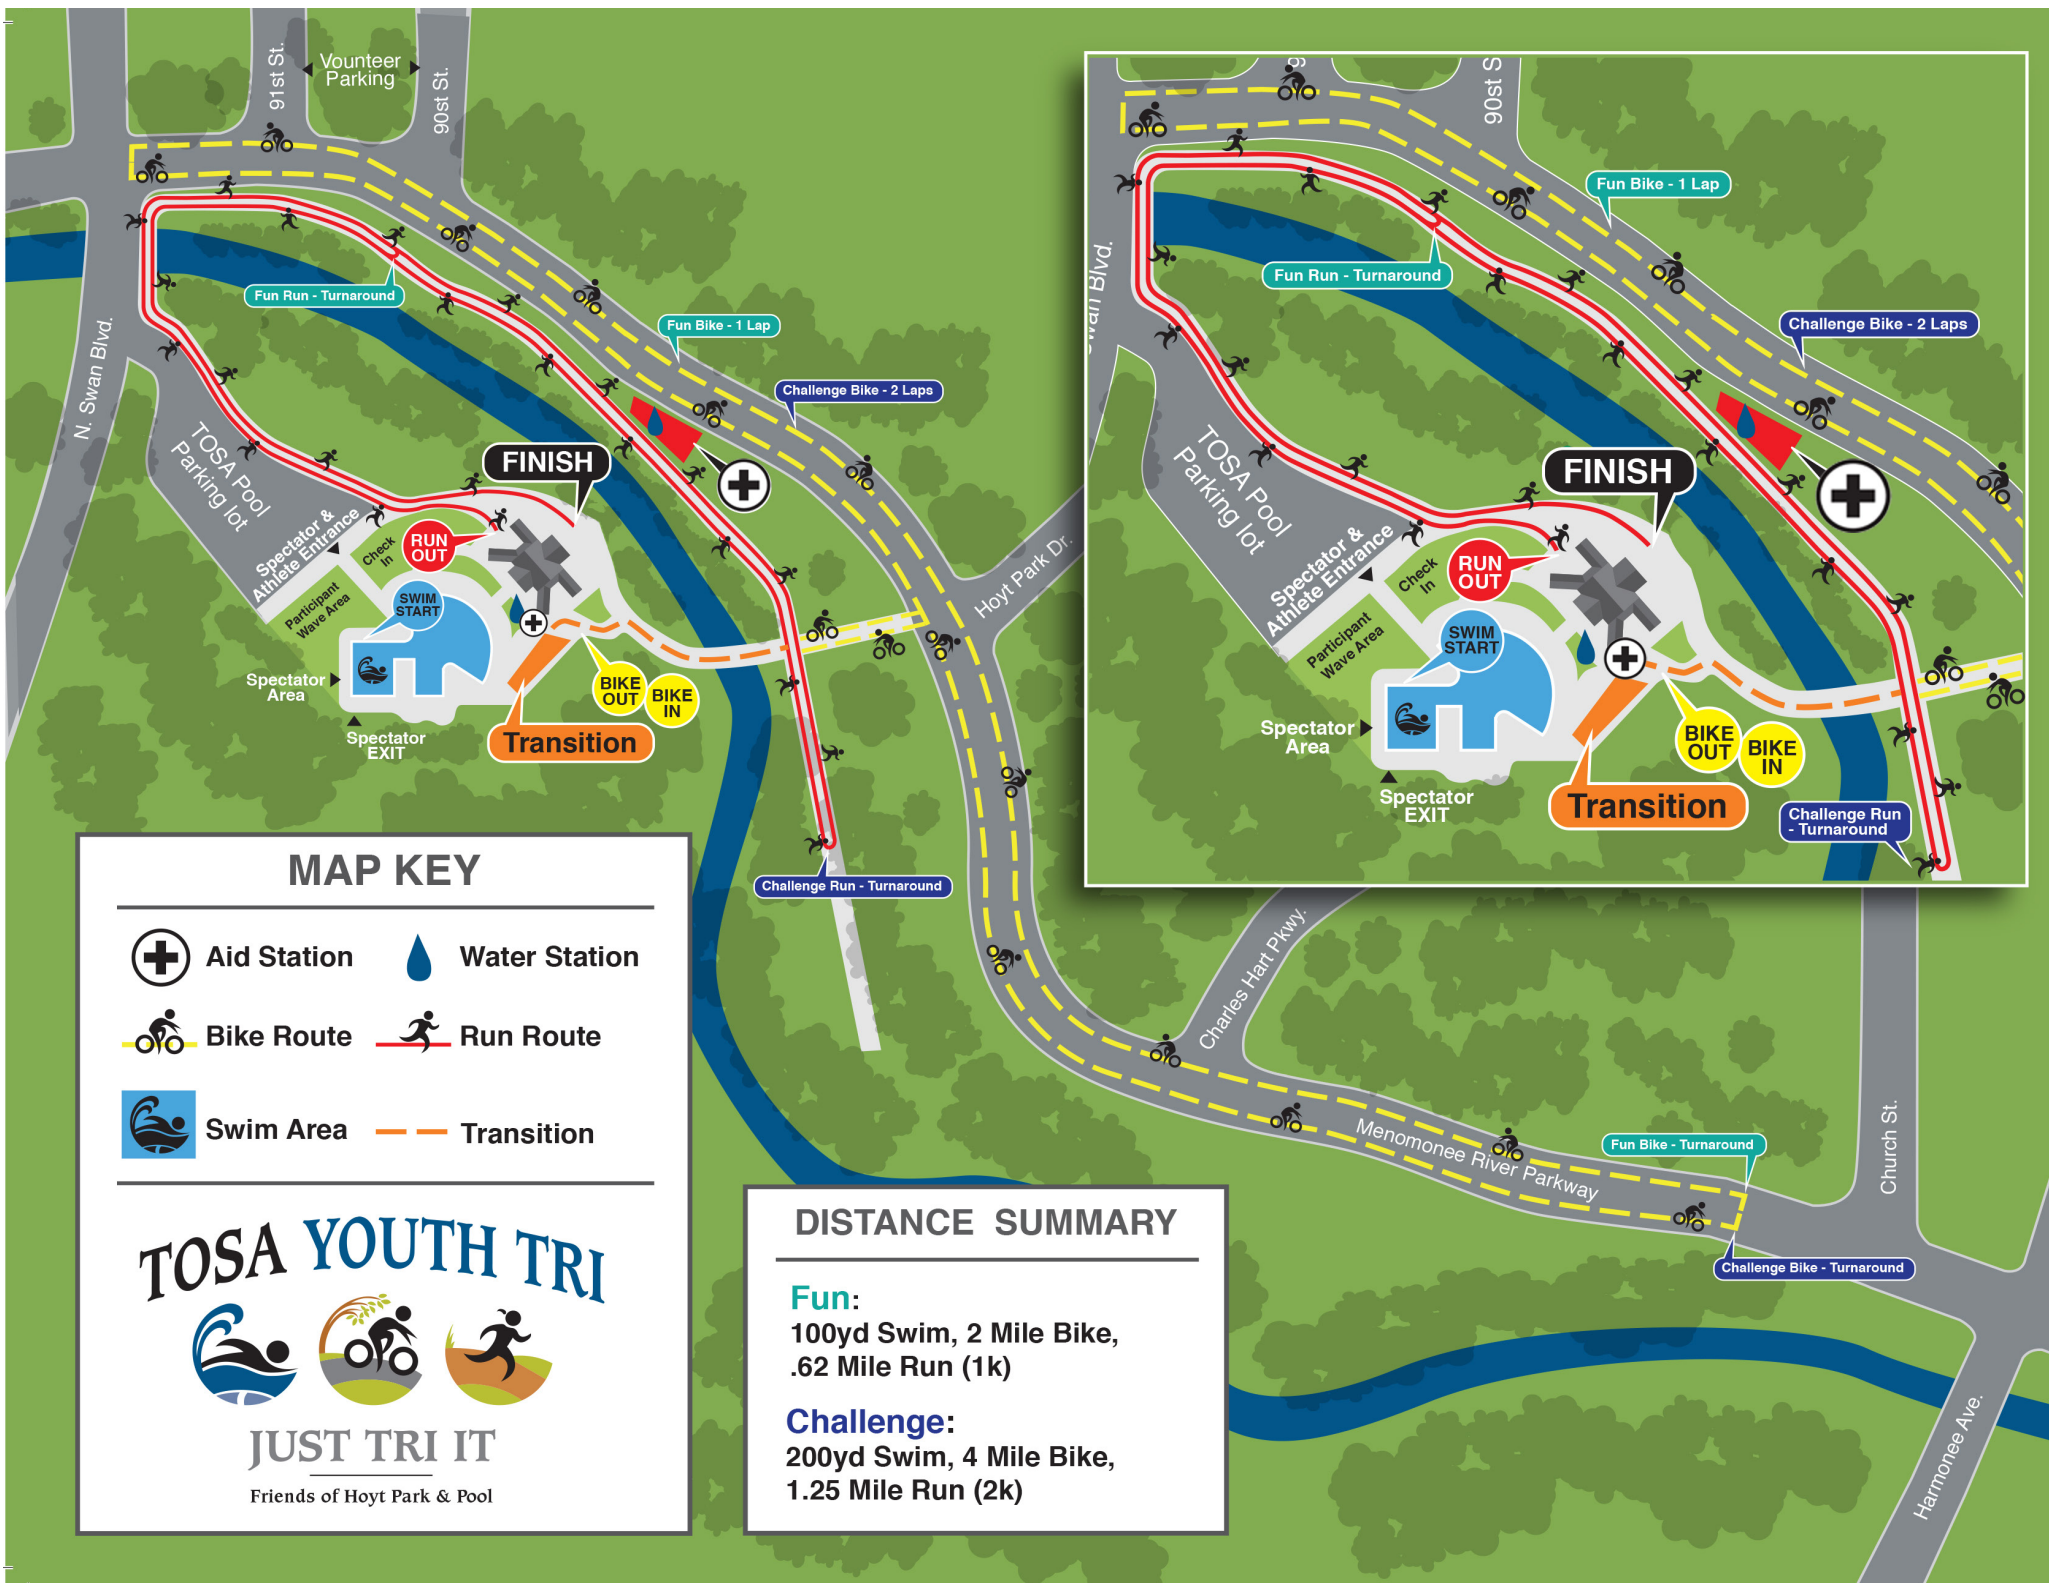 91st St.
Vounteer
Parking
90st St.
N. Swan Blvd.
Fun Run - Turnaround
Fun Bike - 1 Lap
Challenge Bike - 2 Laps
TOSA Pool
Parking lot
FINISH
Spectator &
Athlete Entrance
Check
In
RUN
OUT
Participant
Wave Area
SWIM
START
Spectator
Area
Spectator
EXIT
BIKE
OUT
BIKE
IN
Transition
Hoyt Park Dr.
Challenge Run - Turnaround
90st S
Swan Blvd.
Fun Bike - 1 Lap
Fun Run - Turnaround
Challenge Bike - 2 Laps
TOSA Pool
Parking lot
FINISH
Spectator &
Athlete Entrance
Check
In
RUN
OUT
Participant
Wave Area
SWIM
START
Spectator
Area
Spectator
EXIT
BIKE
OUT
BIKE
IN
Transition
Challenge Run
- Turnaround
Charles Hart Pkwy.
Menomonee River Parkway
Fun Bike - Turnaround
Challenge Bike - Turnaround
Church St.
Harmonee Ave.
MAP KEY
Aid Station
Water Station
Bike Route
Run Route
Swim Area
Transition
TOSA YOUTH TRI
JUST TRI IT
Friends of Hoyt Park & Pool
DISTANCE SUMMARY
Fun:
100yd Swim, 2 Mile Bike,
.62 Mile Run (1k)
Challenge:
200yd Swim, 4 Mile Bike,
1.25 Mile Run (2k)